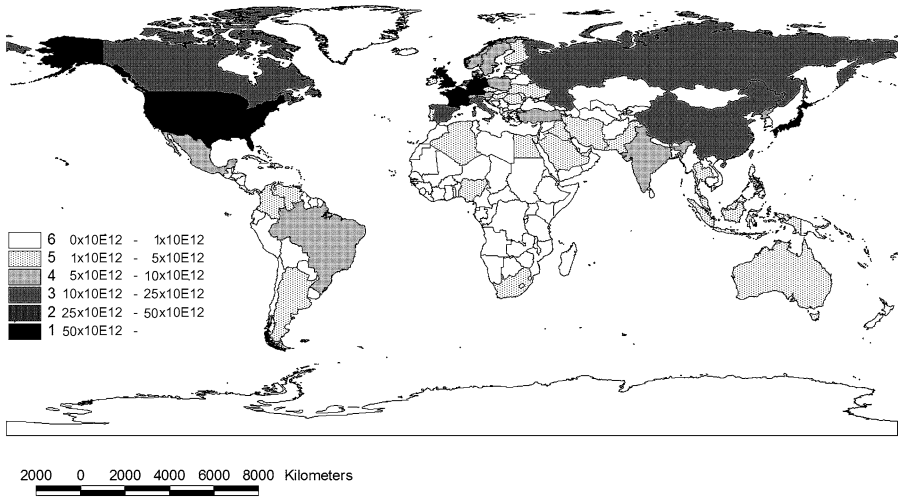 6 0x10E12 - 1x10E12
5 1x10E12 - 5x10E12
4 5x10E12 - 10x10E12
3 10x10E12 - 25x10E12
2 25x10E12 - 50x10E12
1 50x10E12 -
2000 0 2000 4000 6000 8000 Kilometers